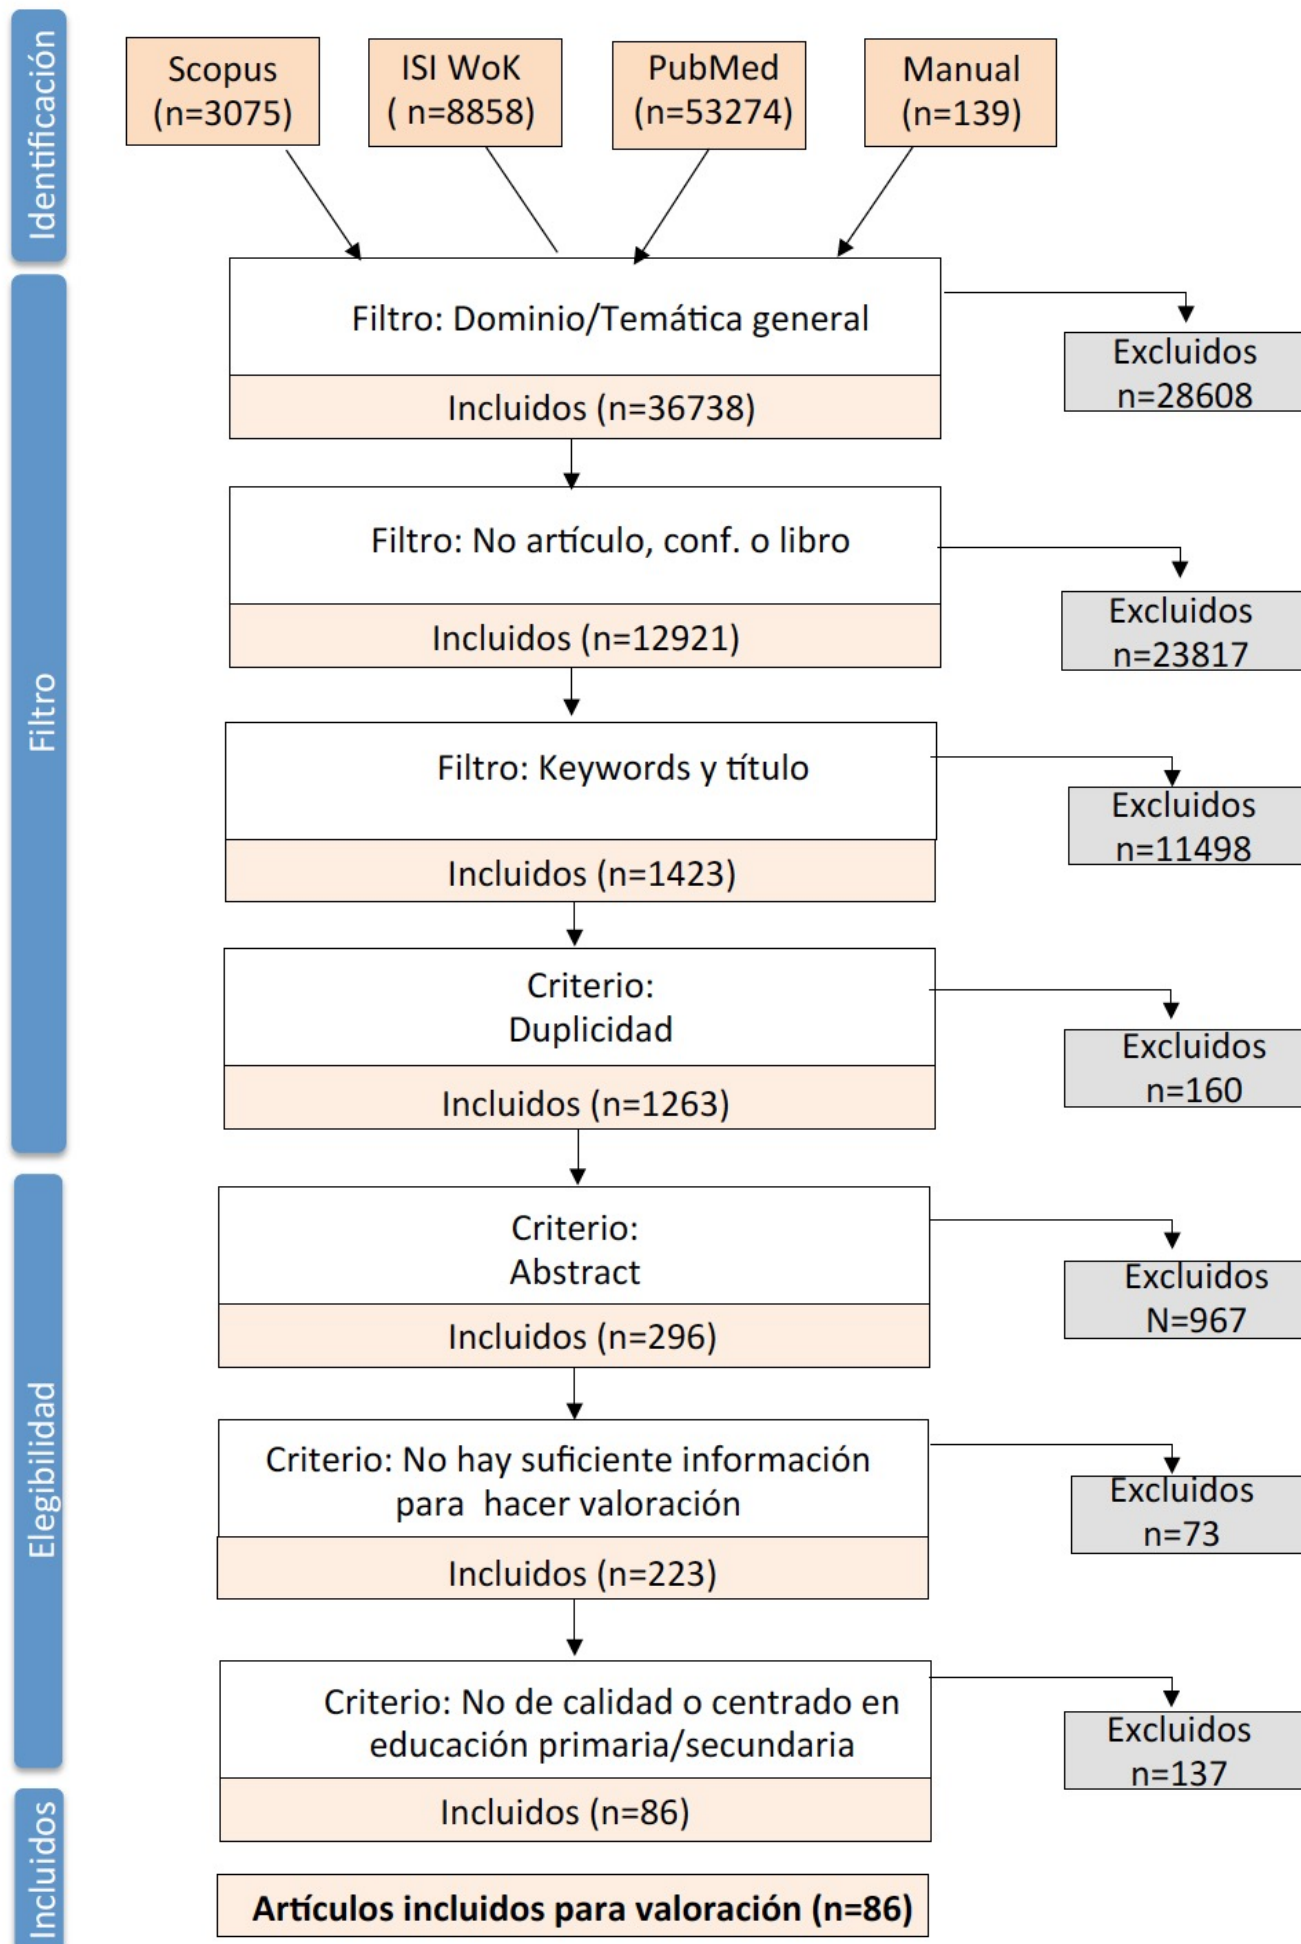 Identificación
Scopus
(n=3075)
ISI WoK
( n=8858)
PubMed
(n=53274)
Manual
(n=139)
Filtro
Filtro: Dominio/Temática general
Incluidos (n=36738)
Excluidos
n=28608
Filtro: No artículo, conf. o libro
Incluidos (n=12921)
Excluidos
n=23817
Filtro: Keywords y título
Incluidos (n=1423)
Excluidos
n=11498
Criterio:
Duplicidad
Incluidos (n=1263)
Excluidos
n=160
Elegibilidad
Criterio:
Abstract
Incluidos (n=296)
Excluidos
N=967
Criterio: No hay suficiente información
para  hacer valoración
Incluidos (n=223)
Excluidos
n=73
Criterio: No de calidad o centrado en
educación primaria/secundaria
Incluidos (n=86)
Excluidos
n=137
Incluidos
Artículos incluidos para valoración (n=86)